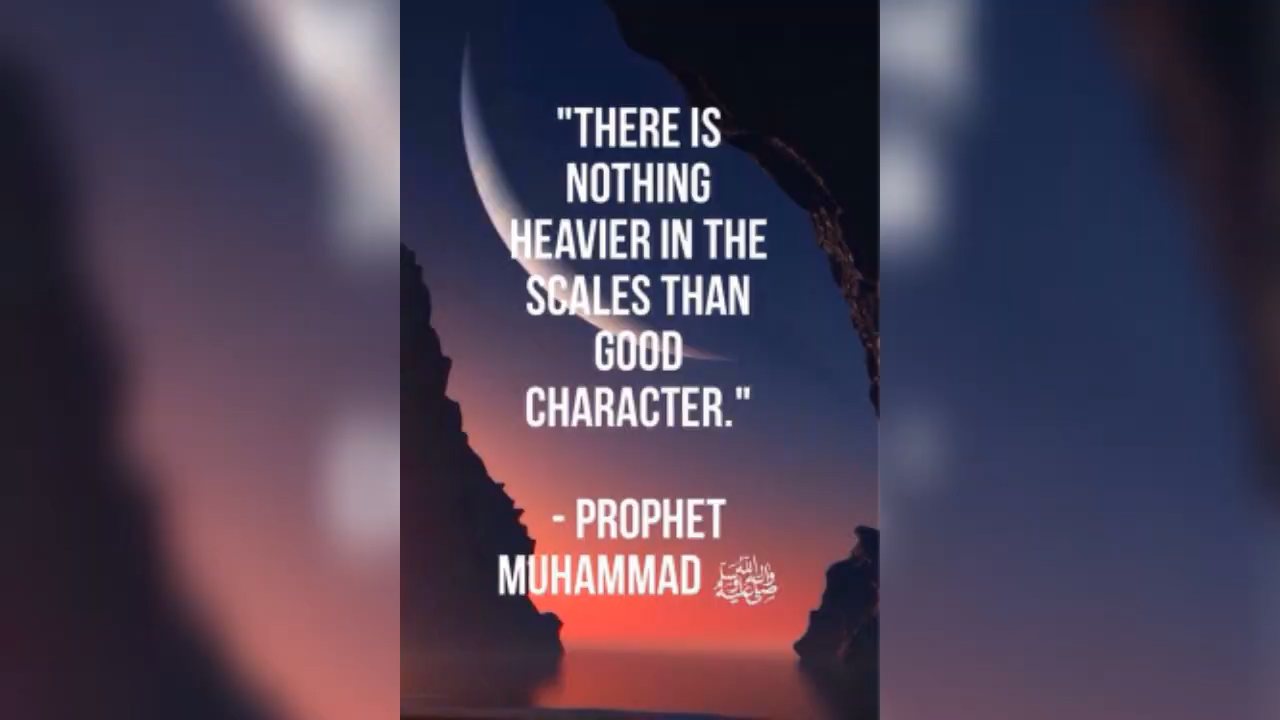 "THERE IS
NOTHING
HEAVIER IN THE
SCALES THAN
GOOD
CHARACTER."
- PROPHET
MUHAMMAD ﷺ